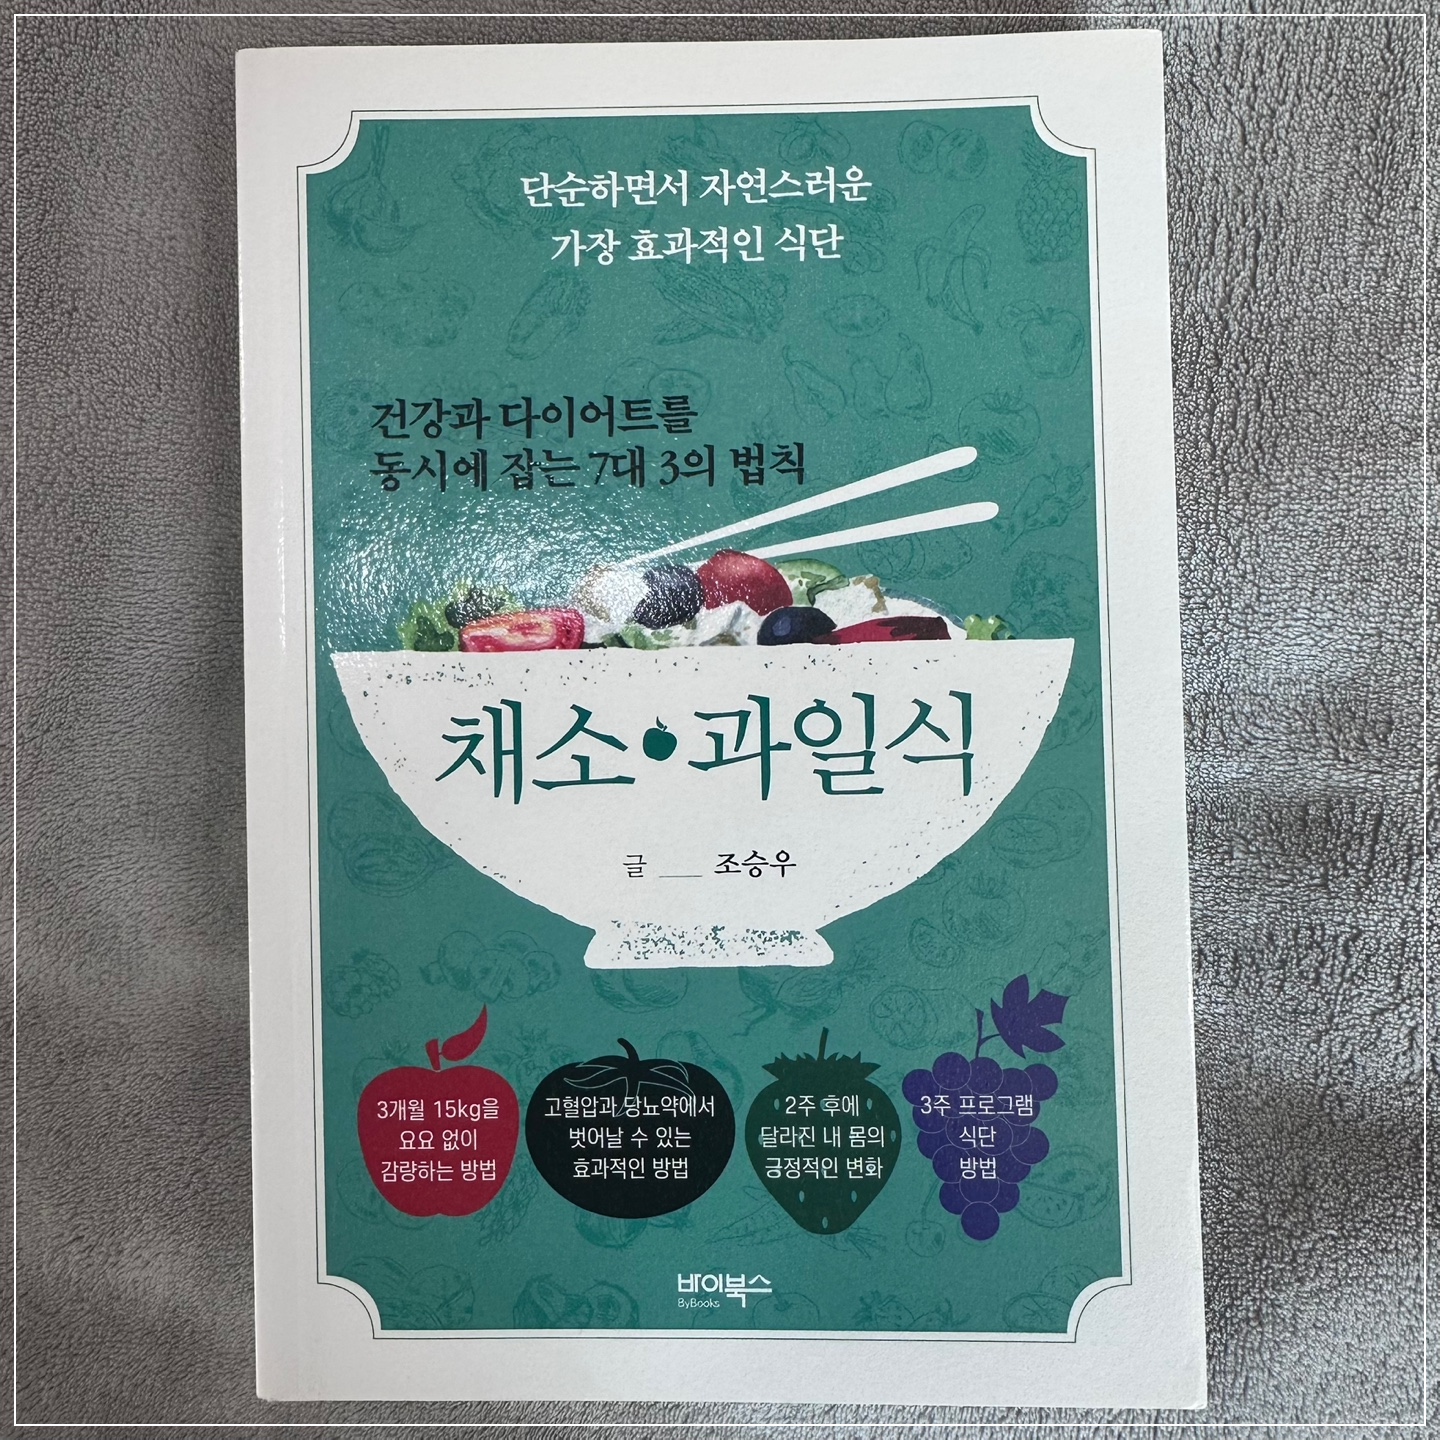 단순하면서 자연스러운
가장 효과적인 식단
건강과 다이어트를
동시에 잡는 7대 3의 법칙
채소•과일식
글 ___ 조승우
3개월 15kg을
요요 없이
감량하는 방법
고혈압과 당뇨약에서
벗어날 수 있는
효과적인 방법
2주 후에
달라진 내 몸의
긍정적인 변화
3주 프로그램
식단
방법
바이북스
ByBooks